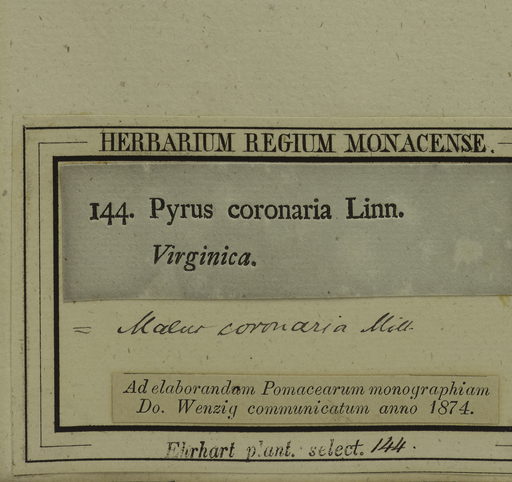 HERBARIUM REGIUM MONACENSE.
144. Pyrus coronaria Linn.
Virginica.
= Malus coronaria Mill.
Ad elaborandam Pomacearum monographiam
Do. Wenzig communicatum anno 1874.
Ehrhart plant. select. 144.